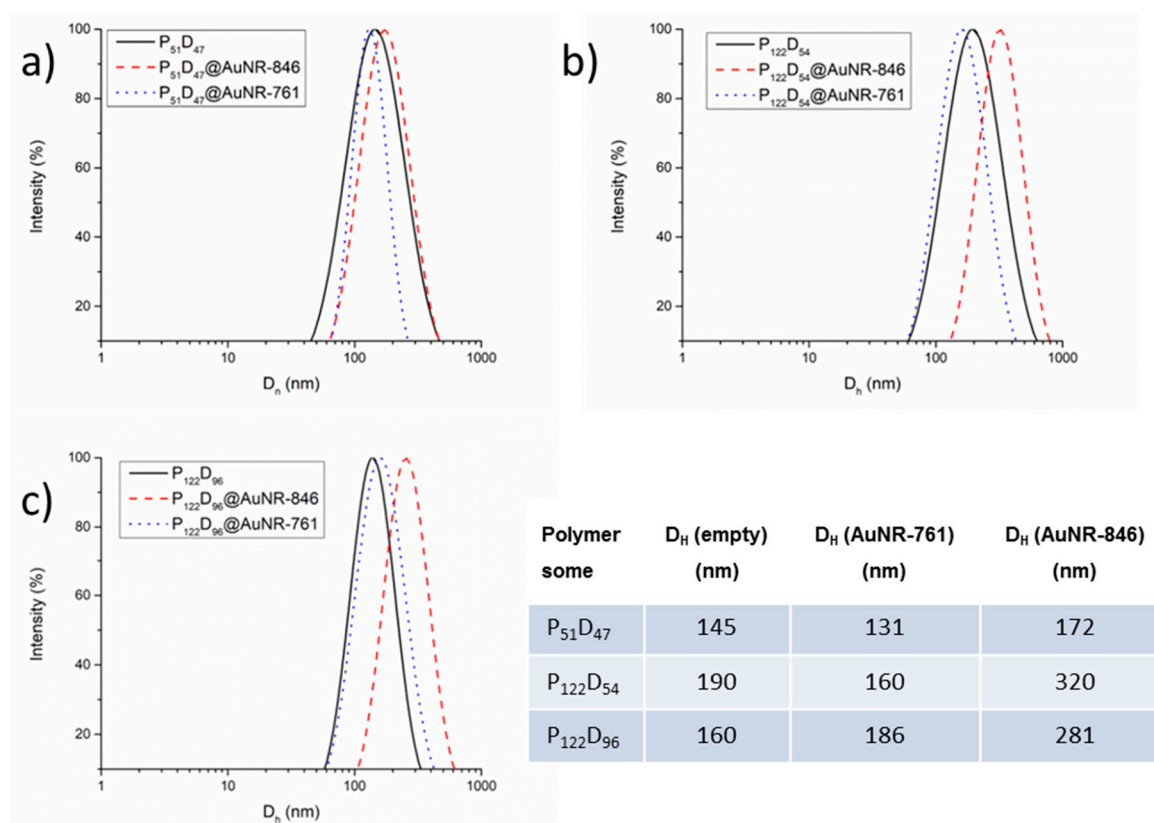 a)
P51D47
P51D47@AuNR-846
P51D47@AuNR-761
100
80
60
40
20
Intensity (%)
1
10
100
1000
Dn (nm)
b)
P122D54
P122D54@AuNR-846
P122D54@AuNR-761
100
80
60
40
20
Intensity (%)
1
10
100
1000
Dh (nm)
c)
P122D96
P122D96@AuNR-846
P122D96@AuNR-761
100
80
60
40
20
Intensity (%)
1
10
100
1000
Dh (nm)
Polymer DH (empty) DH (AuNR-761) DH (AuNR-846)
some (nm) (nm) (nm)
P51D47 145 131 172
P122D54 190 160 320
P122D96 160 186 281